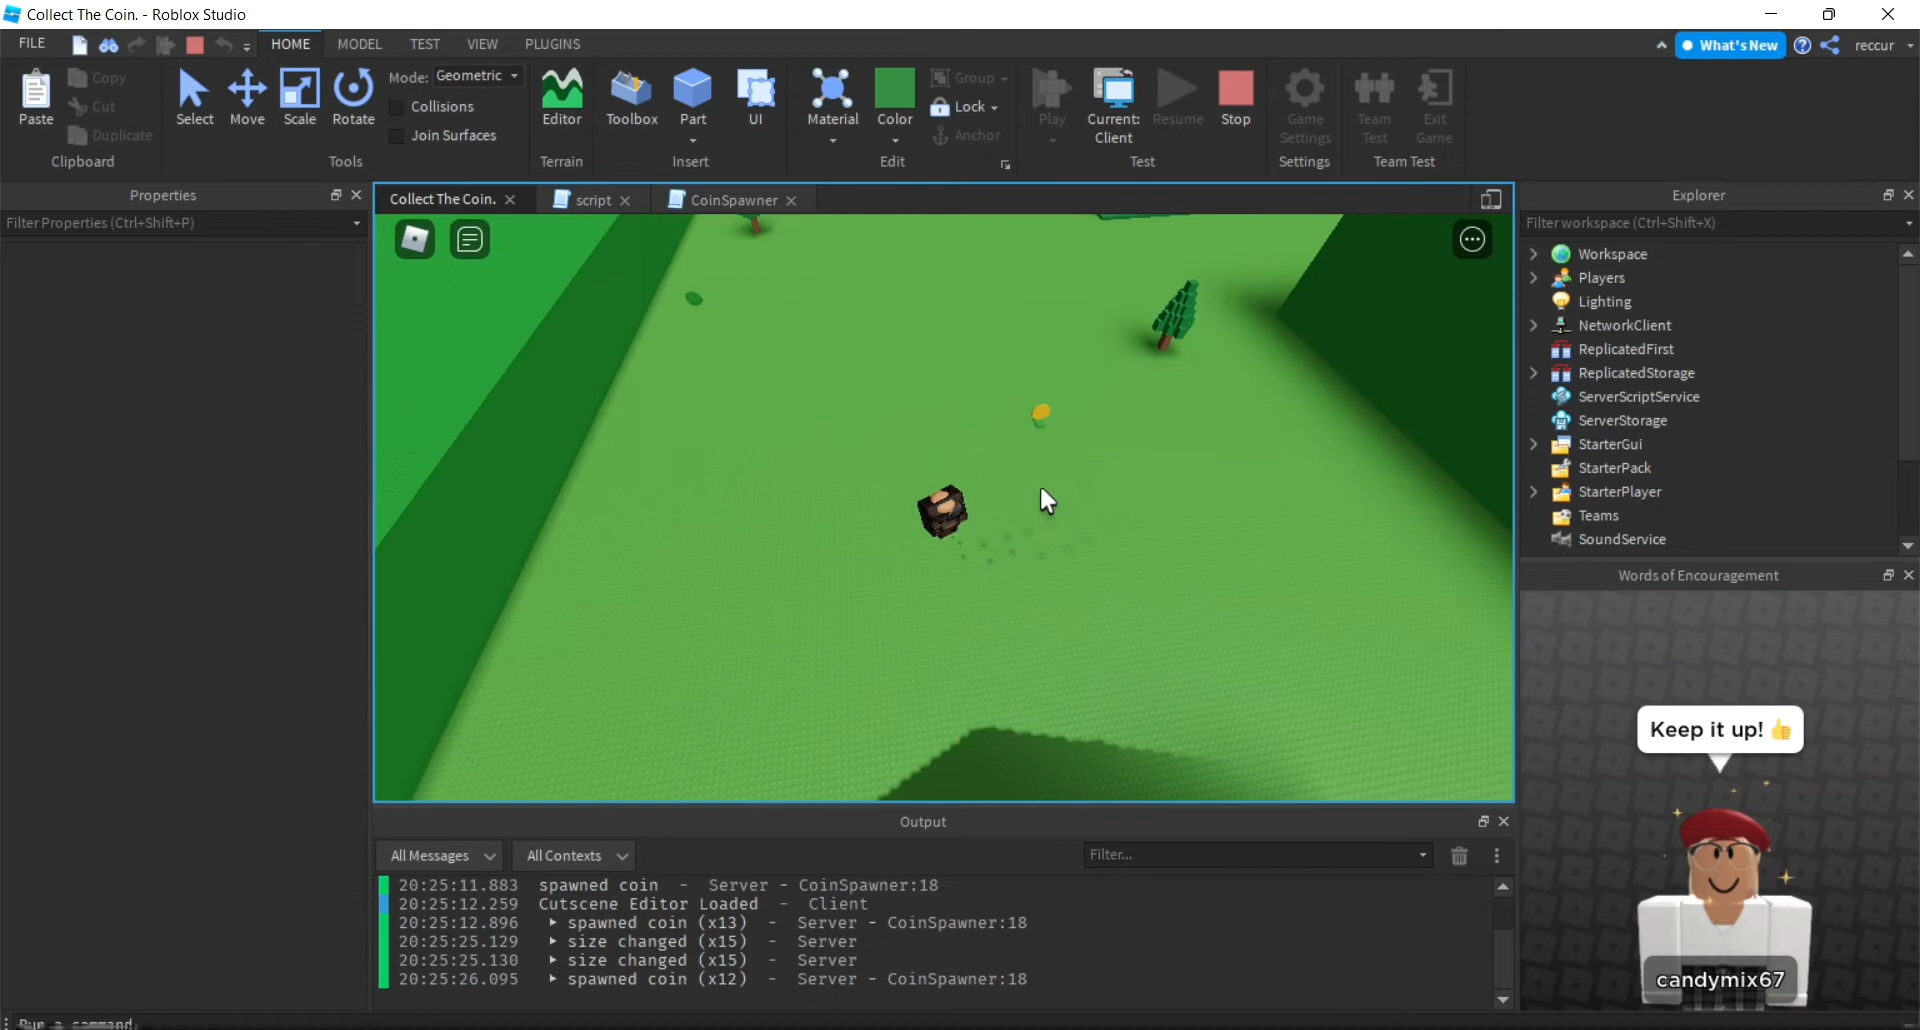 Collect The Coin. - Roblox Studio
FILE HOME MODEL TEST VIEW PLUGINS What's New reccur
Paste Copy Cut Duplicate Clipboard
Select Move Scale Rotate Mode: Geometric Collisions Join Surfaces Tools
Editor Terrain
Toolbox Part UI Insert
Material Color Group Lock Anchor Edit
Play Current: Client Resume Stop Test
Game Settings Settings
Team Test Exit Game Team Test
Properties
Filter Properties (Ctrl+Shift+P)
Collect The Coin. script CoinSpawner
Explorer
Filter workspace (Ctrl+Shift+X)
Workspace
Players
Lighting
NetworkClient
ReplicatedFirst
ReplicatedStorage
ServerScriptService
ServerStorage
StarterGui
StarterPack
StarterPlayer
Teams
SoundService
Words of Encouragement
Keep it up! 👍
candymix67
Output
All Messages All Contexts Filter...
20:25:11.883 spawned coin - Server - CoinSpawner:18
20:25:12.259 Cutscene Editor Loaded - Client
20:25:12.896 ▶ spawned coin (x13) - Server - CoinSpawner:18
20:25:25.129 ▶ size changed (x15) - Server
20:25:25.130 ▶ size changed (x15) - Server
20:25:26.095 ▶ spawned coin (x12) - Server - CoinSpawner:18
Run a command